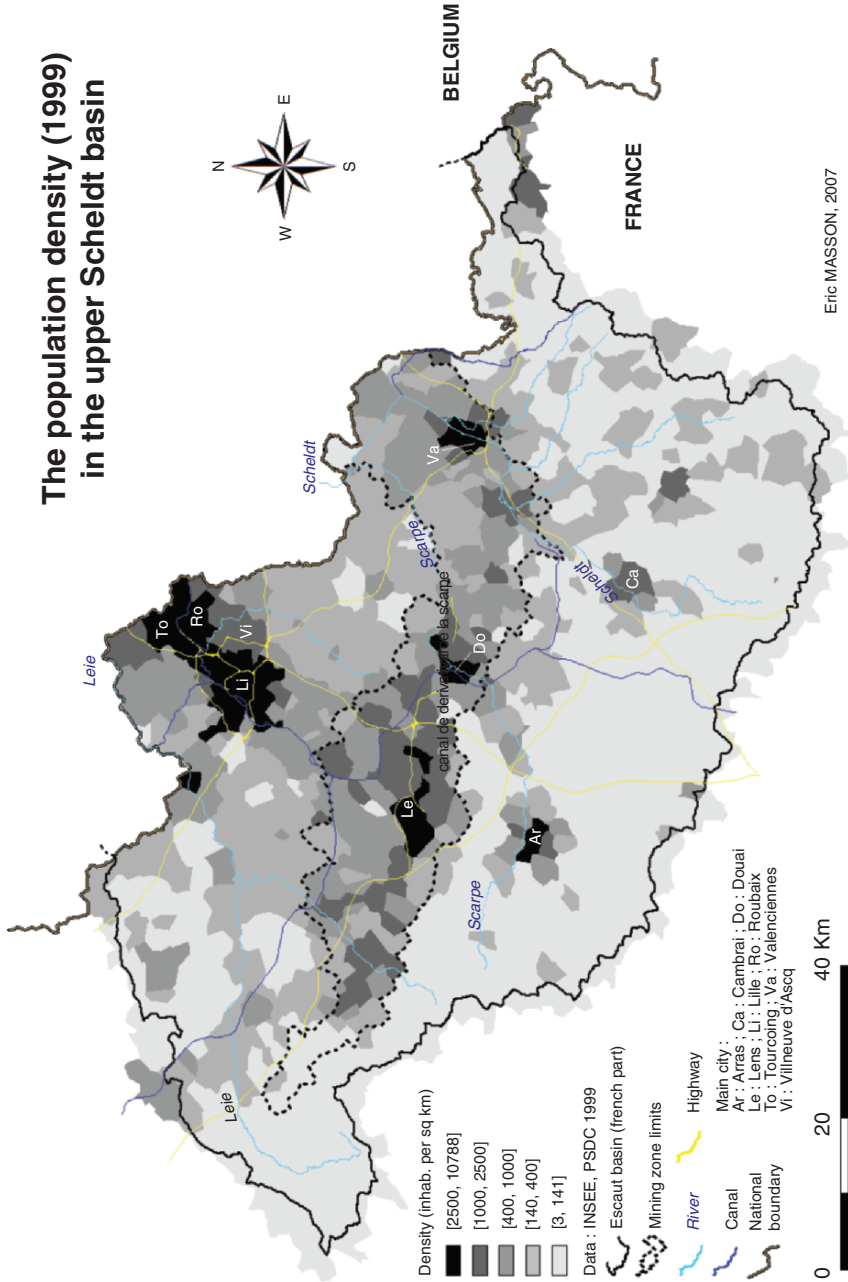 The population density (1999)
in the upper Scheldt basin
N
W
E
S
BELGIUM
FRANCE
Leie
Scheldt
To
Ro
Vi
Li
Va
Scarpe
canal de derivation de la scarpe
Do
Le
Scheldt
Ca
Ar
Scarpe
Leie
Density (inhab. per sq km)
[2500, 10788]
[1000, 2500]
[400, 1000]
[140, 400]
[3, 141]
Data : INSEE, PSDC 1999
Escaut basin (french part)
Mining zone limits
River
Highway
Canal
National
boundary
Main city :
Ar : Arras ; Ca : Cambrai ; Do : Douai
Le : Lens ; Li : Lille ; Ro : Roubaix
To : Tourcoing ; Va : Valenciennes
Vi : Villneuve d'Ascq
0
20
40 Km
Eric MASSON, 2007